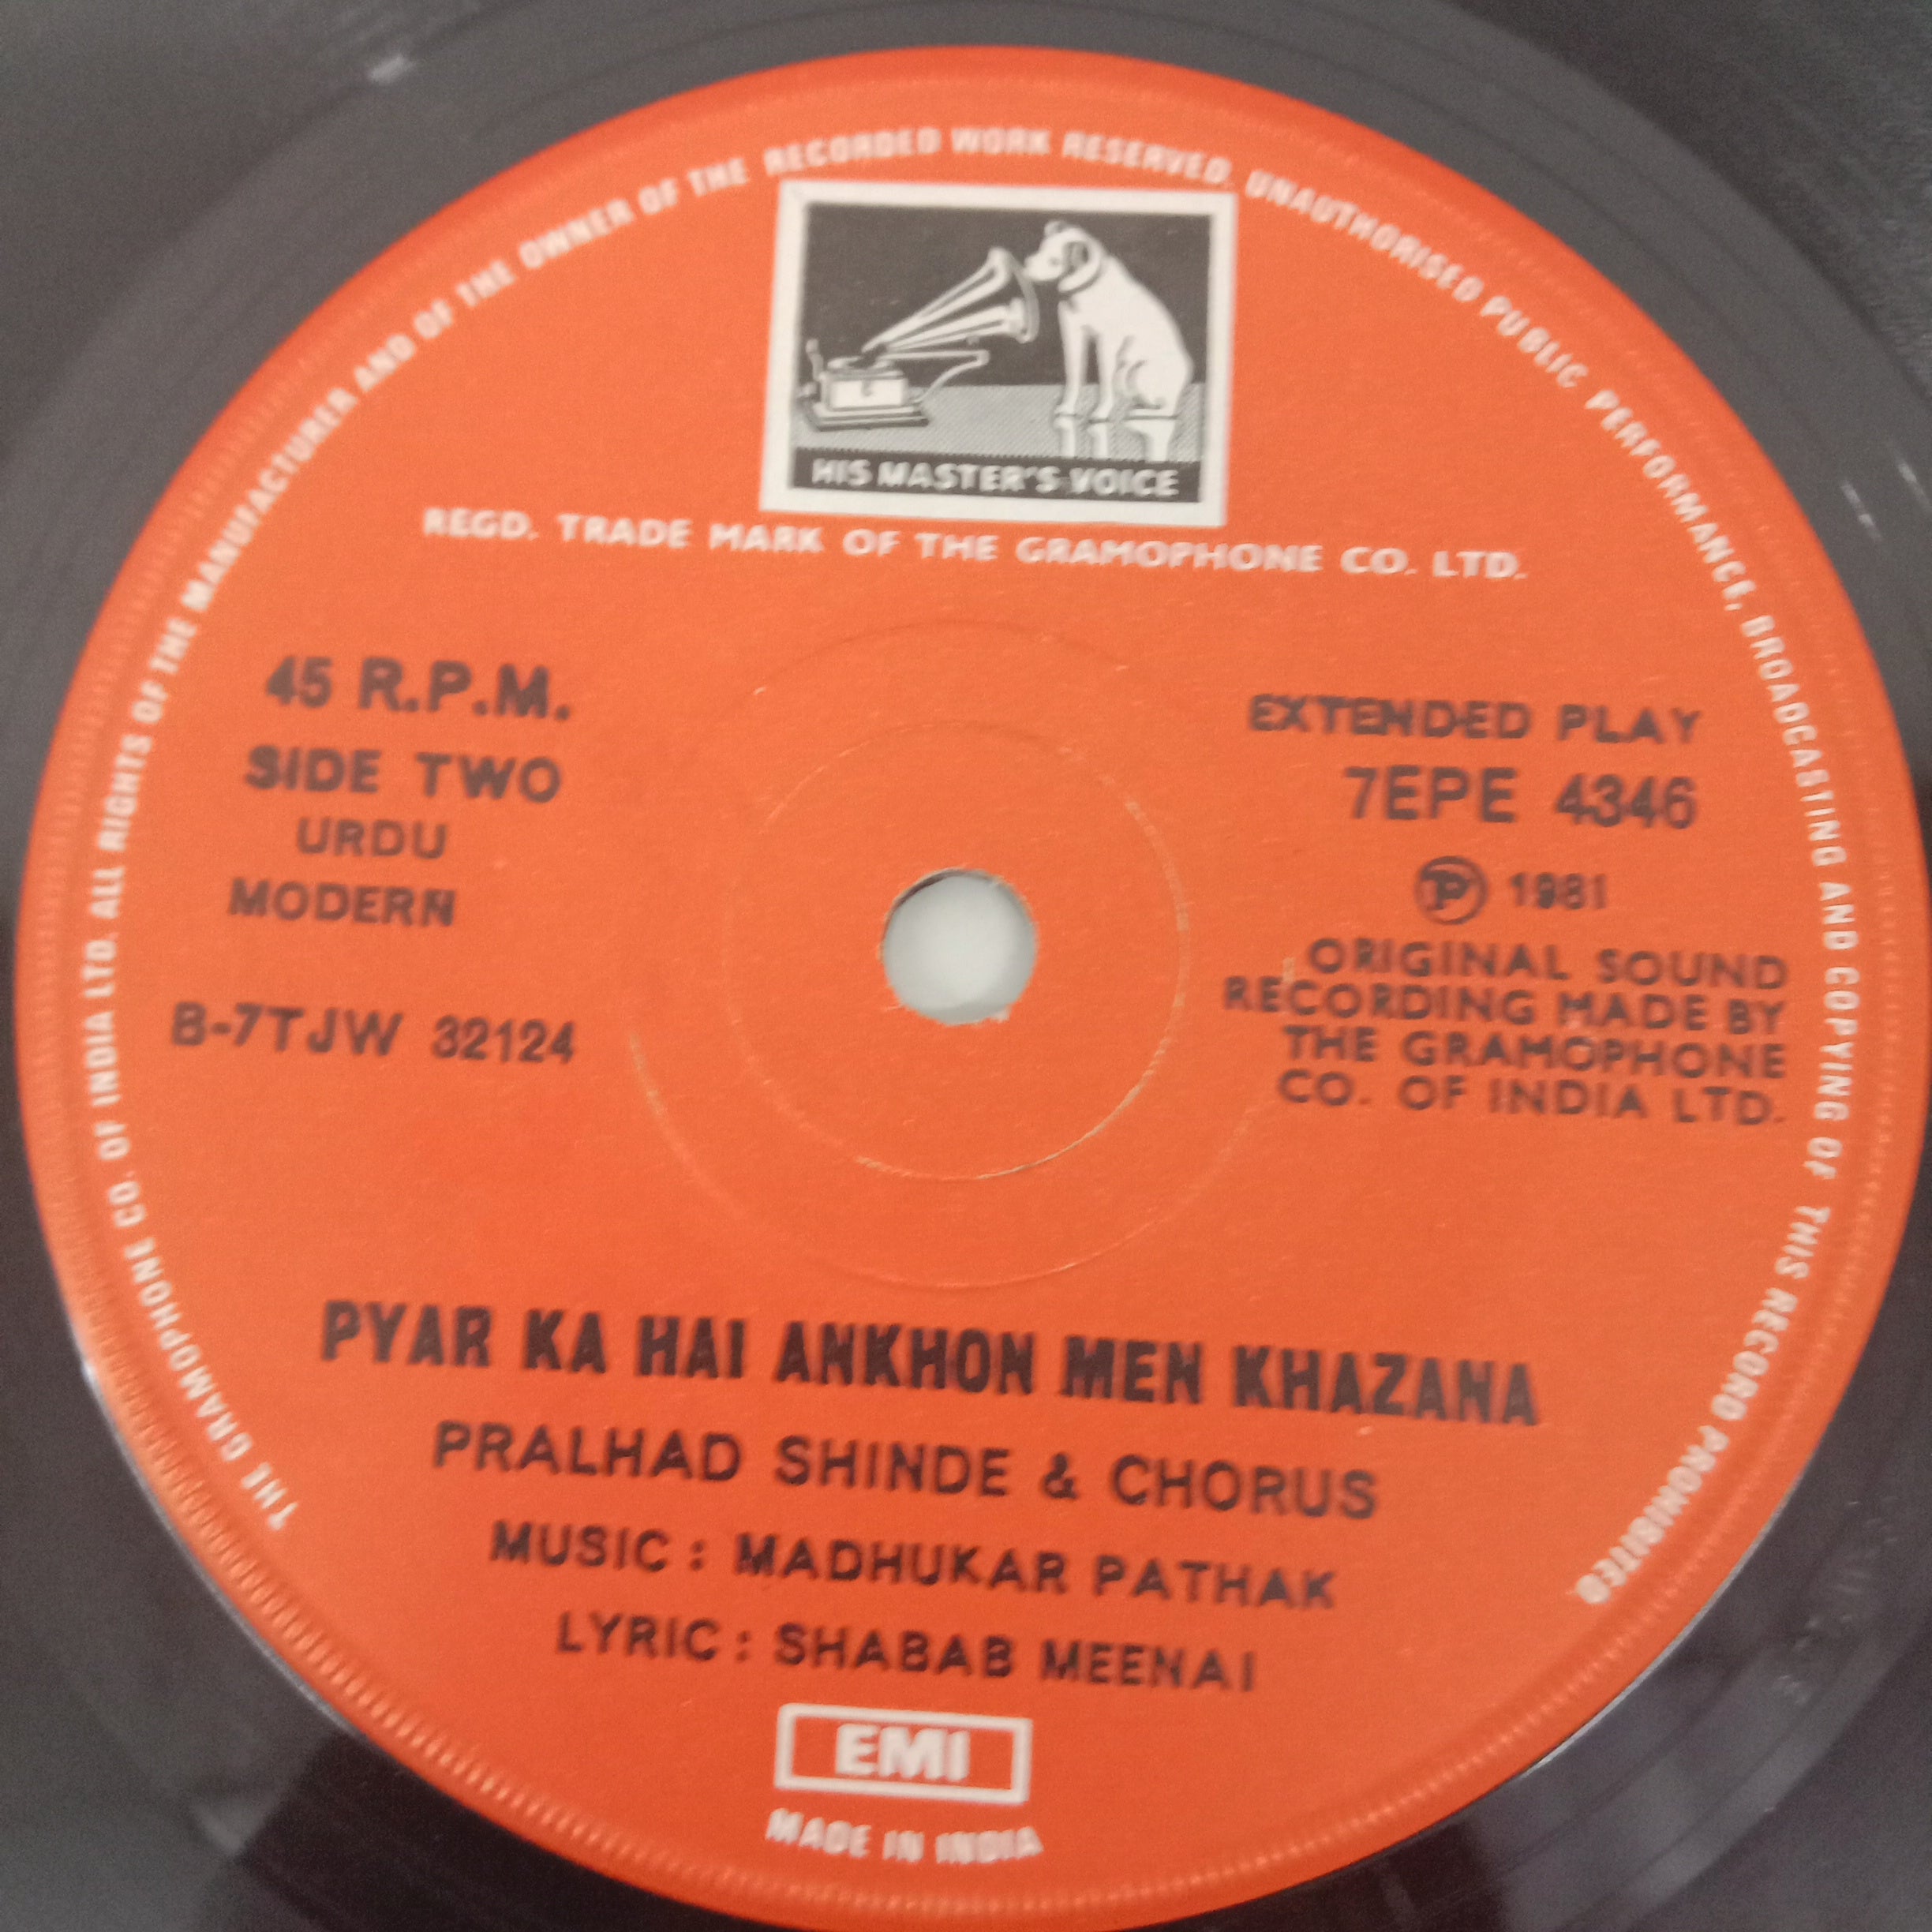 THE GRAMOPHONE CO. OF INDIA LTD. ALL RIGHTS OF THE MANUFACTURER AND OF THE OWNER OF THE RECORDED WORK RESERVED. UNAUTHORISED PUBLIC PERFORMANCE, BROADCASTING AND COPYING OF THIS RECORD PROHIBITED.
HIS MASTER'S VOICE
REGD. TRADE MARK OF THE GRAMOPHONE CO. LTD.
45 R.P.M.
SIDE TWO
URDU
MODERN
B-7TJW 32124
EXTENDED PLAY
7EPE 4346
Ⓟ 1981
ORIGINAL SOUND
RECORDING MADE BY
THE GRAMOPHONE
CO. OF INDIA LTD.
PYAR KA HAI ANKHON MEN KHAZANA
PRALHAD SHINDE & CHORUS
MUSIC : MADHUKAR PATHAK
LYRIC : SHABAB MEENAI
EMI
MADE IN INDIA